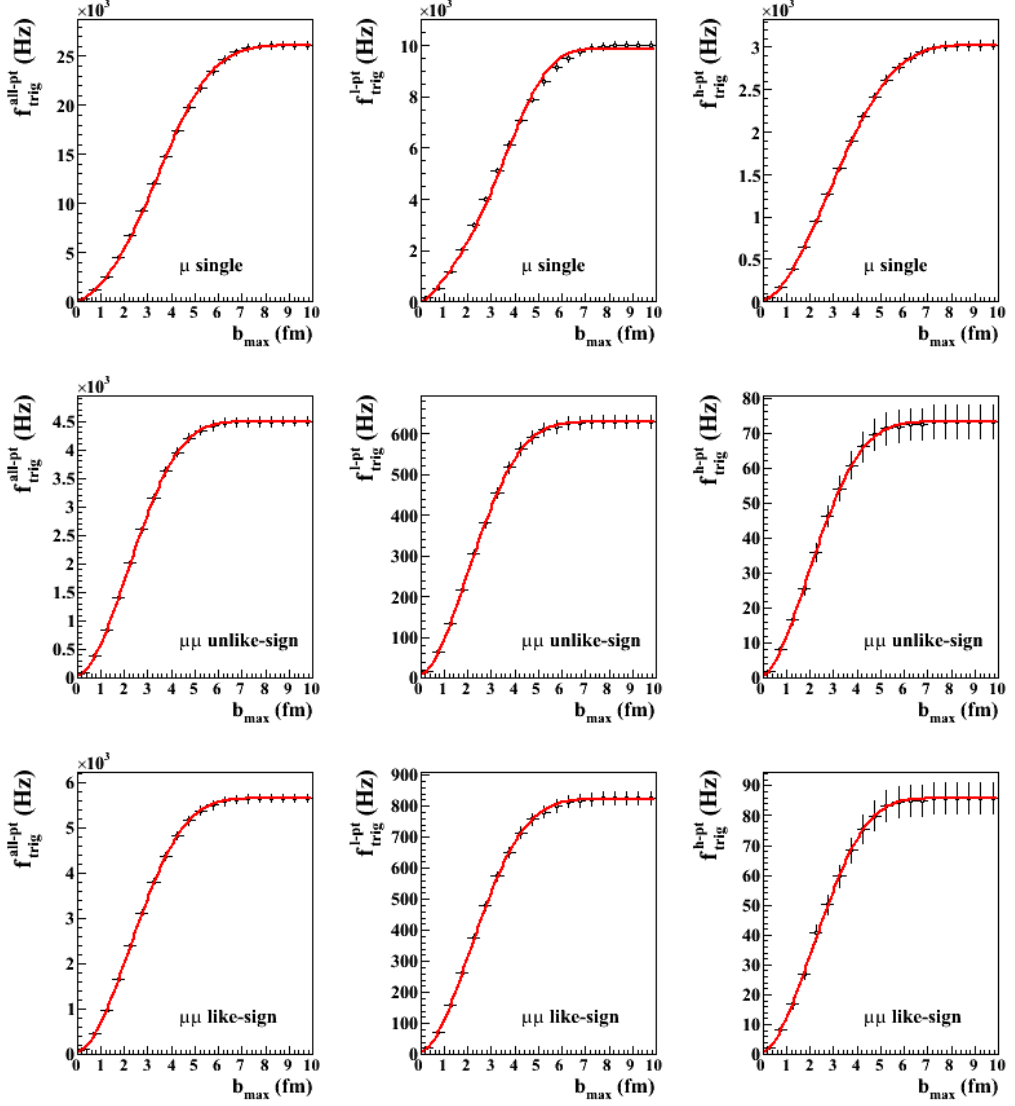 ×10³ ×10³ ×10³
f_trig^all-pt (Hz) f_trig^l-pt (Hz) f_trig^h-pt (Hz)
25 10 3
20 8 2.5
15 6 2
10 4 1.5
5 2 1
0 0 0.5
0
μ single μ single μ single
0 1 2 3 4 5 6 7 8 9 10 0 1 2 3 4 5 6 7 8 9 10 0 1 2 3 4 5 6 7 8 9 10
b_max (fm) b_max (fm) b_max (fm)
×10³
f_trig^all-pt (Hz) f_trig^l-pt (Hz) f_trig^h-pt (Hz)
4.5 600 80
4 500 70
3.5 400 60
3 300 50
2.5 200 40
2 100 30
1.5 0 20
1 10
0.5 0
0
μμ unlike-sign μμ unlike-sign μμ unlike-sign
0 1 2 3 4 5 6 7 8 9 10 0 1 2 3 4 5 6 7 8 9 10 0 1 2 3 4 5 6 7 8 9 10
b_max (fm) b_max (fm) b_max (fm)
×10³
f_trig^all-pt (Hz) f_trig^l-pt (Hz) f_trig^h-pt (Hz)
6 900 90
5 800 80
4 700 70
3 600 60
2 500 50
1 400 40
0 300 30
200 20
100 10
0 0
μμ like-sign μμ like-sign μμ like-sign
0 1 2 3 4 5 6 7 8 9 10 0 1 2 3 4 5 6 7 8 9 10 0 1 2 3 4 5 6 7 8 9 10
b_max (fm) b_max (fm) b_max (fm)